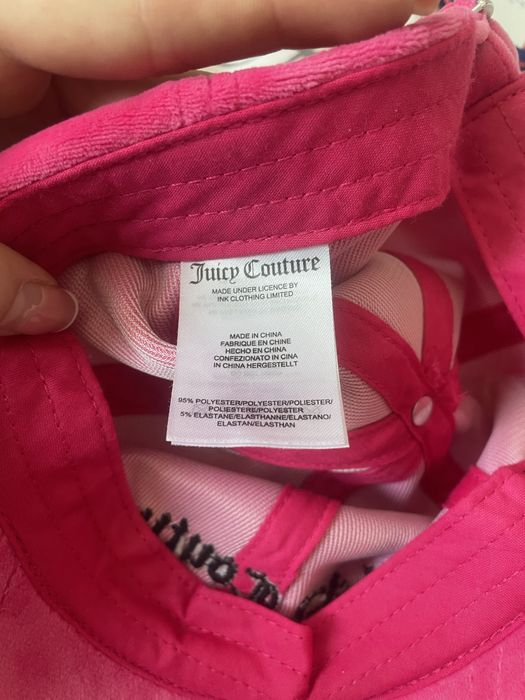 Juicy Couture
MADE UNDER LICENCE BY
INK CLOTHING LIMITED
MADE IN CHINA
FABRIQUE EN CHINE
HECHO EN CHINA
CONFEZIONATO IN CINA
IN CHINA HERGESTELLT
95% POLYESTER/POLYESTER/POLIESTER/
POLIESTERE/POLYESTER
5% ELASTANE/ELASTHANNE/ELASTANO/
ELASTAN/ELASTHAN